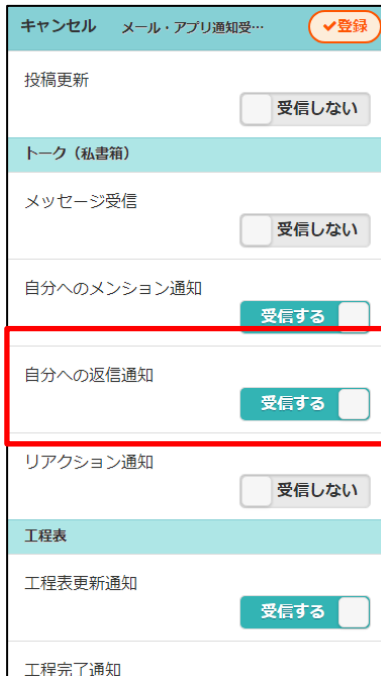 キャンセル メール・アプリ通知受… ✓登録
投稿更新
受信しない
トーク（私書箱）
メッセージ受信
受信しない
自分へのメンション通知
受信する
自分への返信通知
受信する
リアクション通知
受信しない
工程表
工程表更新通知
受信する
工程完了通知